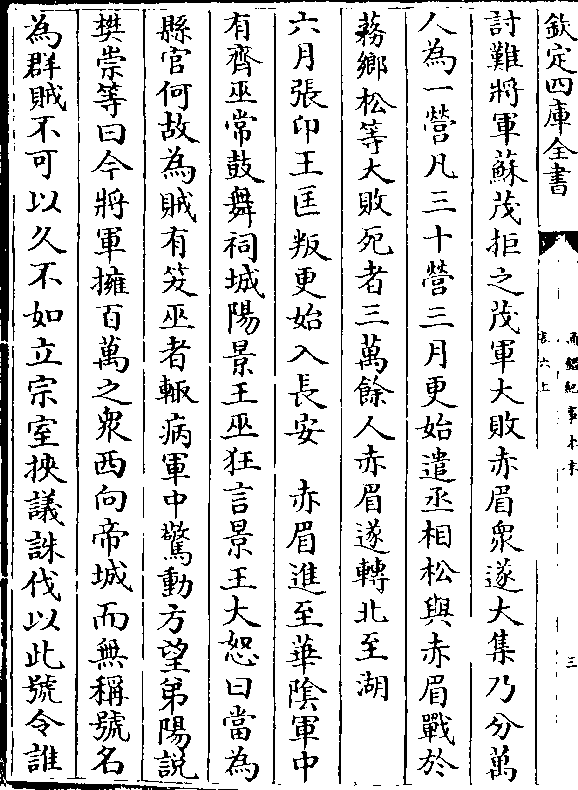 欽定四庫全書
通鑑紀事本末
卷六上
三
討難將軍蘇茂拒之茂軍大敗赤眉衆遂大集乃分萬
人為一營凡三十營三月更始遣丞相松與赤眉戰於
蓩鄉松等大敗死者三萬餘人赤眉遂轉北至湖
六月張卬王匡叛更始入長安　赤眉進至華隂軍中
有齊巫常鼓舞祠城陽景王巫狂言景王大怒曰當為
縣官何故為賊有笑巫者輙病軍中驚動方望弟陽説
樊崇等曰今將軍擁百萬之衆西向帝城而無稱號名
為群賊不可以久不如立宗室挾議誅伐以此號令誰